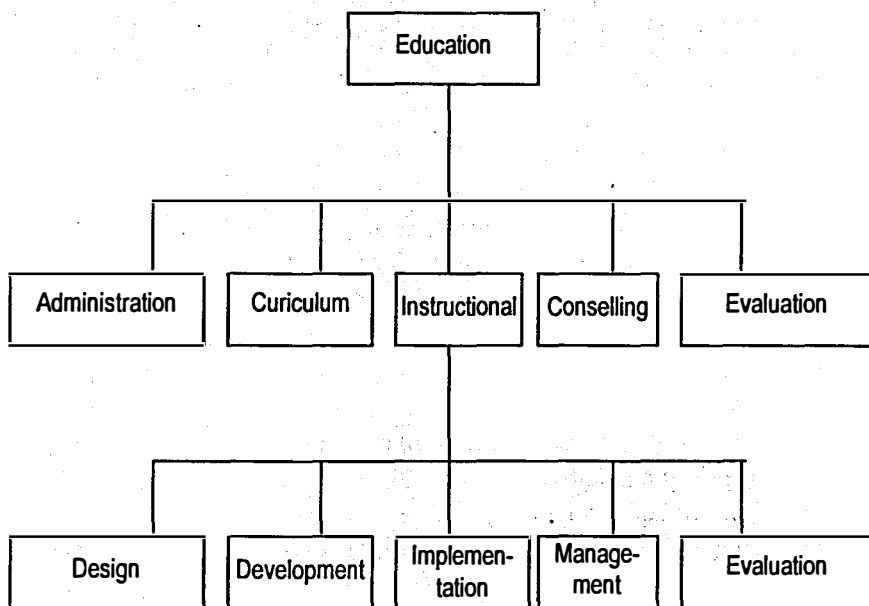 Education
Administration
Curiculum
Instructional
Conselling
Evaluation
Design
Development
Implemen-
tation
Manage-
ment
Evaluation